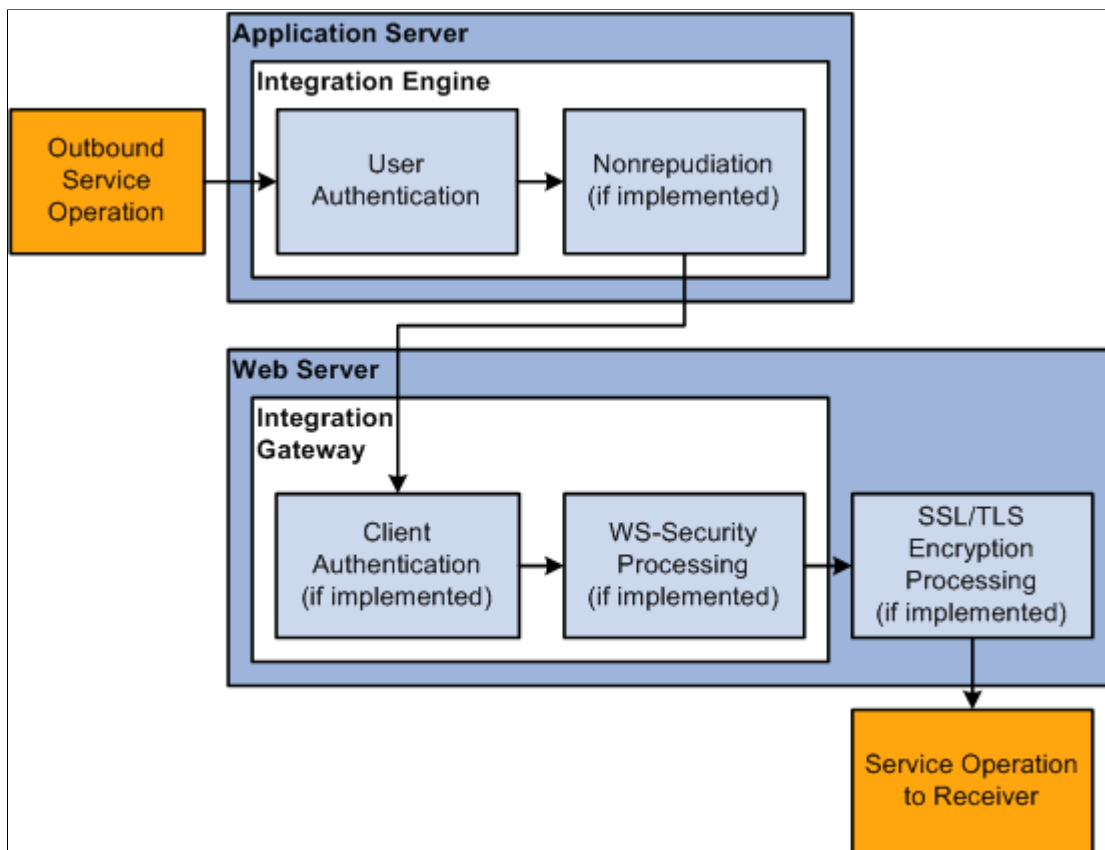 Application Server
Integration Engine
Outbound
Service
Operation
User
Authentication
Nonrepudiation
(if implemented)
Web Server
Integration
Gateway
Client
Authentication
(if implemented)
WS-Security
Processing
(if implemented)
SSL/TLS
Encryption
Processing
(if implemented)
Service Operation
to Receiver